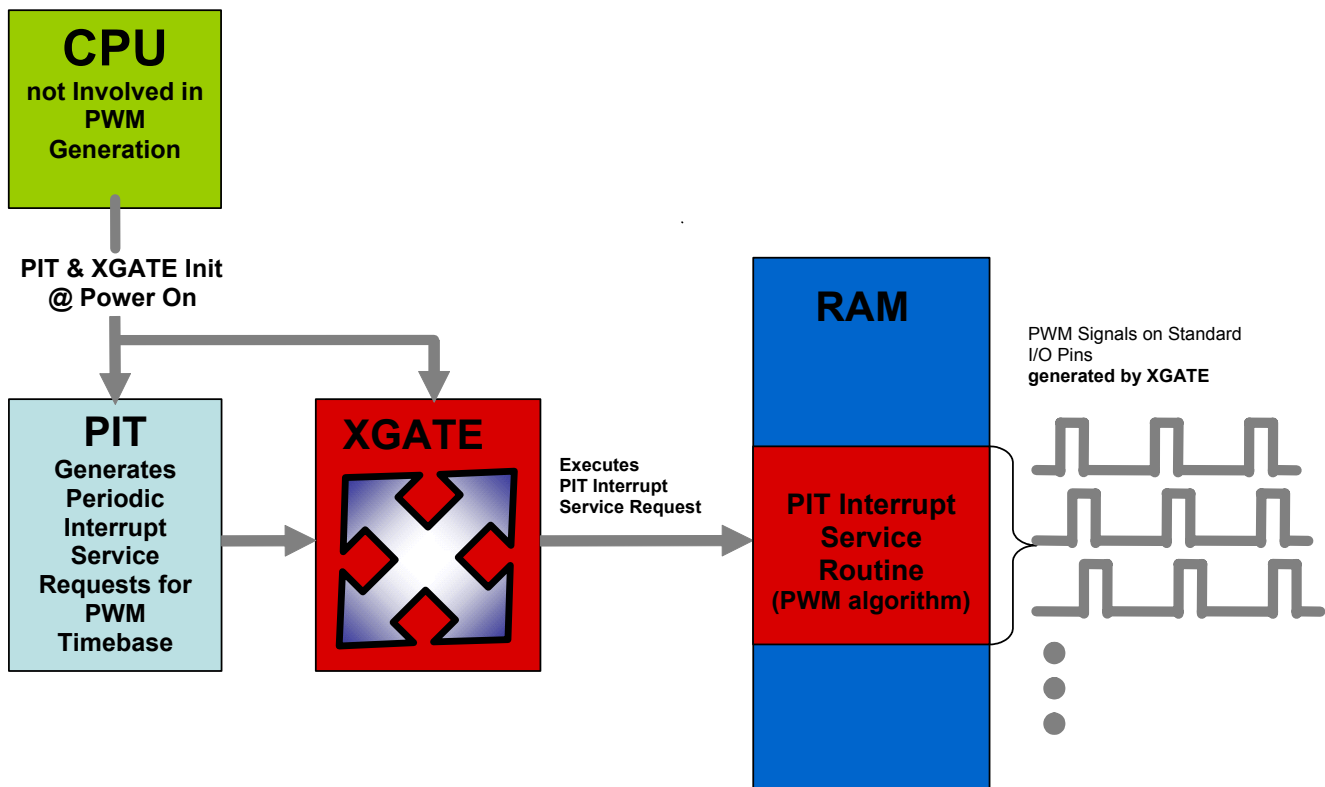 CPU
not Involved in
PWM
Generation
PIT & XGATE Init
@ Power On
PIT
Generates
Periodic
Interrupt
Service
Requests for
PWM
Timebase
XGATE
Executes
PIT Interrupt
Service Request
RAM
PIT Interrupt
Service
Routine
(PWM algorithm)
PWM Signals on Standard
I/O Pins
generated by XGATE